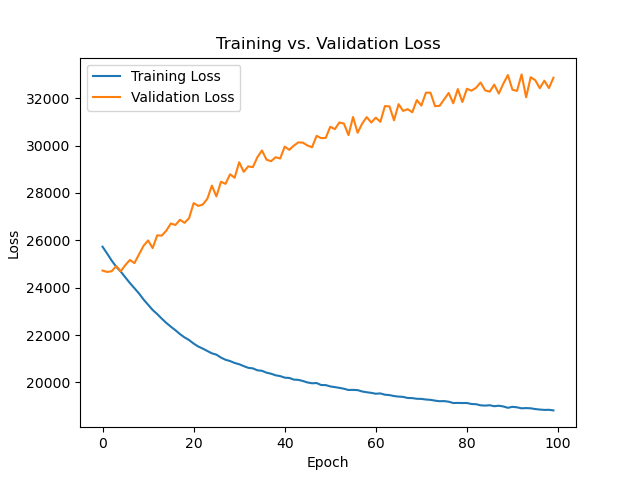 Training vs. Validation Loss
Training Loss
Validation Loss
32000
30000
28000
26000
24000
22000
20000
Loss
0 20 40 60 80 100
Epoch